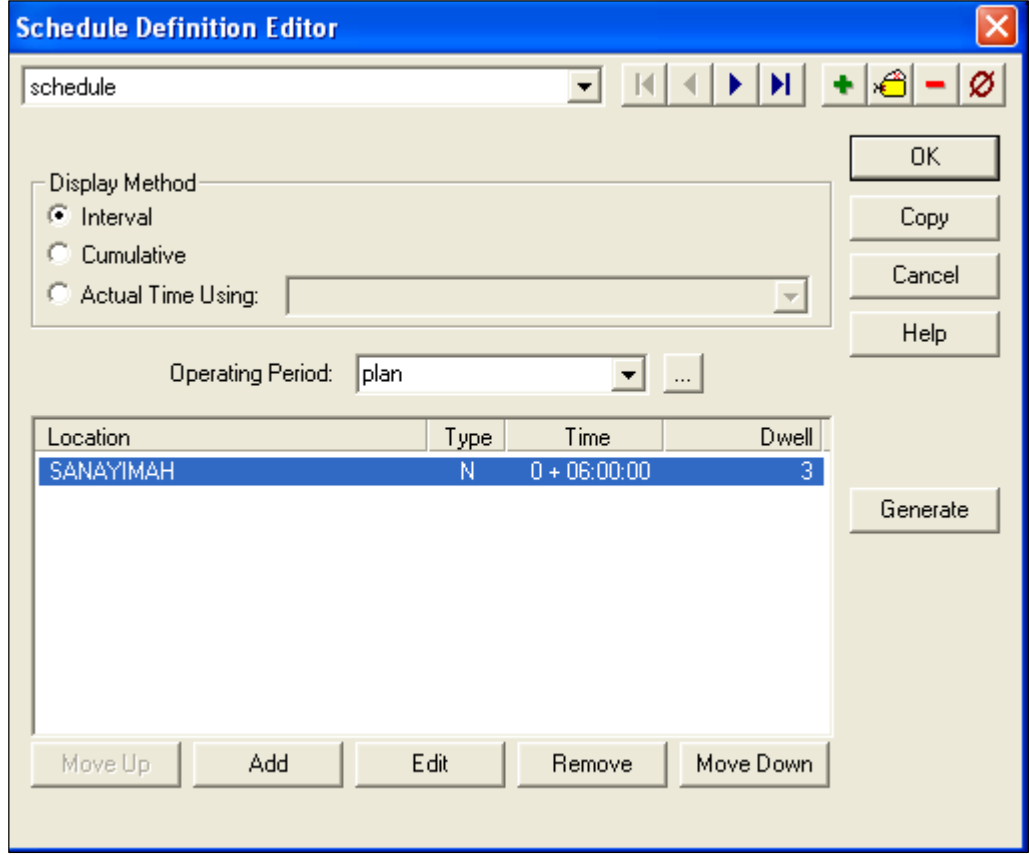 Schedule Definition Editor
schedule
OK
Display Method
Interval
Copy
Cumulative
Cancel
Actual Time Using:
Help
Operating Period: plan ...
Location Type Time Dwell
SANAYIMAH N 0 + 06:00:00 3
Generate
Move Up Add Edit Remove Move Down